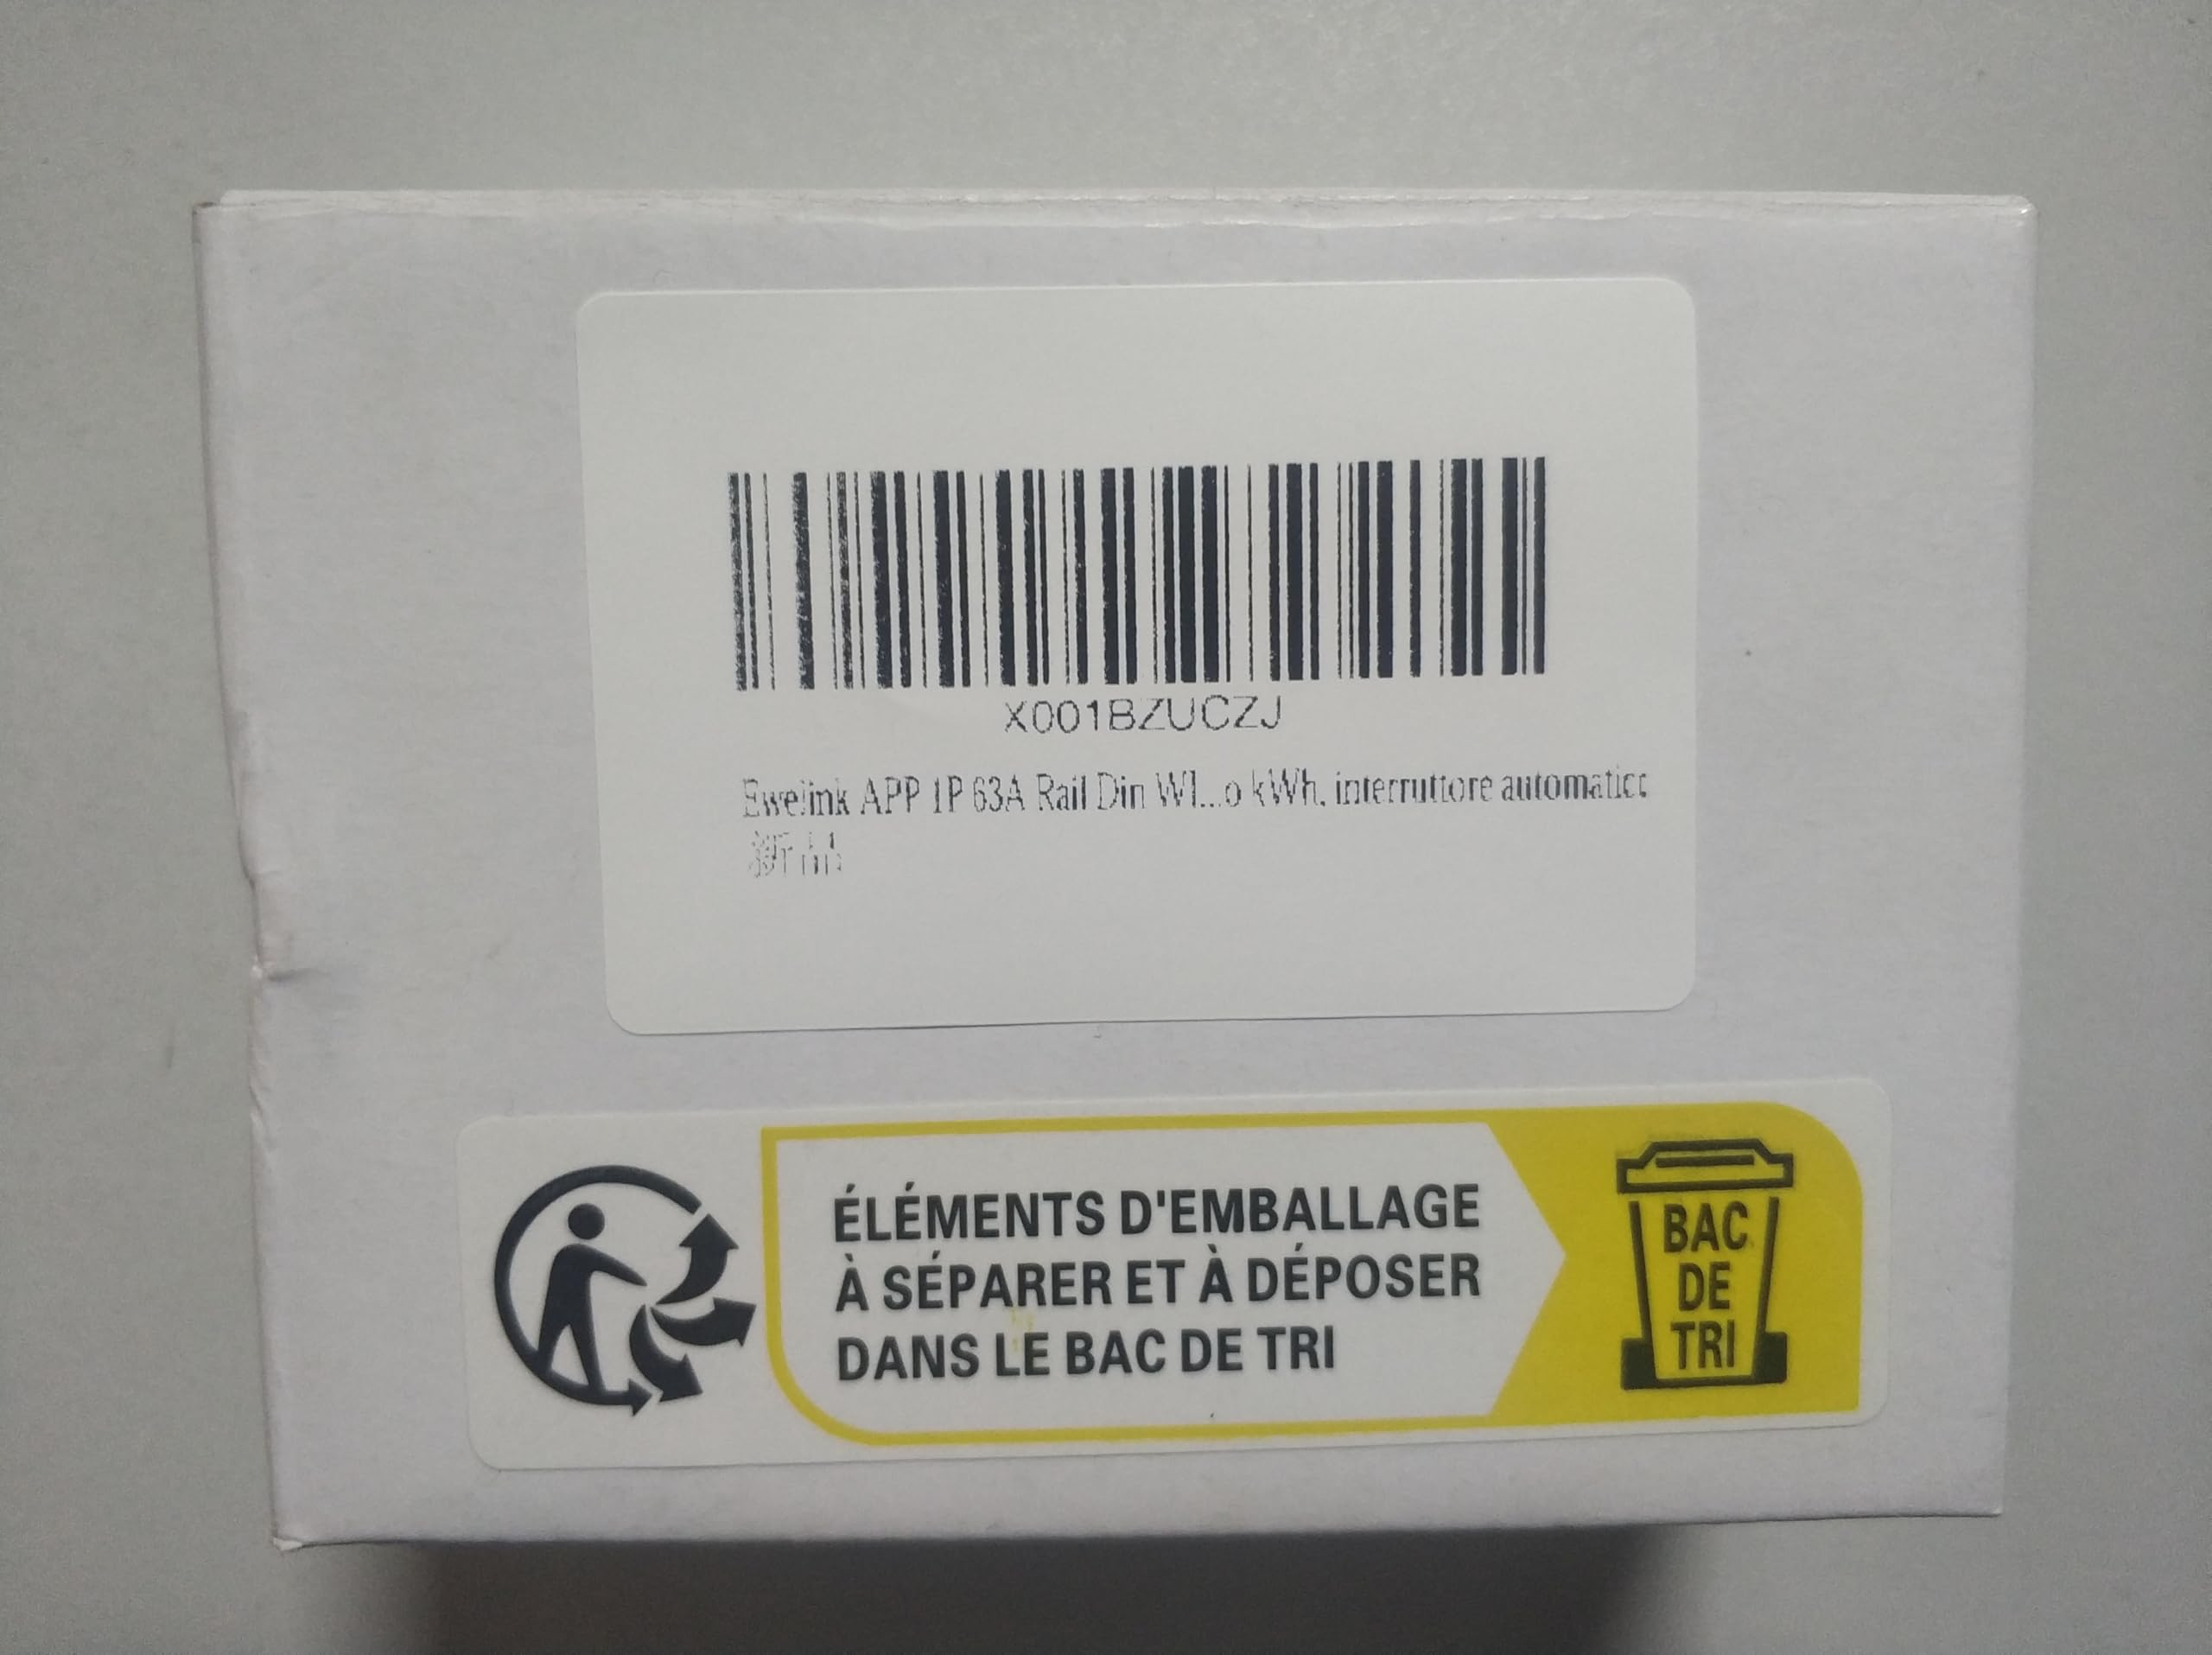 X001BZUCZJ
Ewelink APP 1P 63A Rail Din WI...o kWh, interruttore automatico
ÉLÉMENTS D'EMBALLAGE
À SÉPARER ET À DÉPOSER
DANS LE BAC DE TRI
BAC
DE
TRI